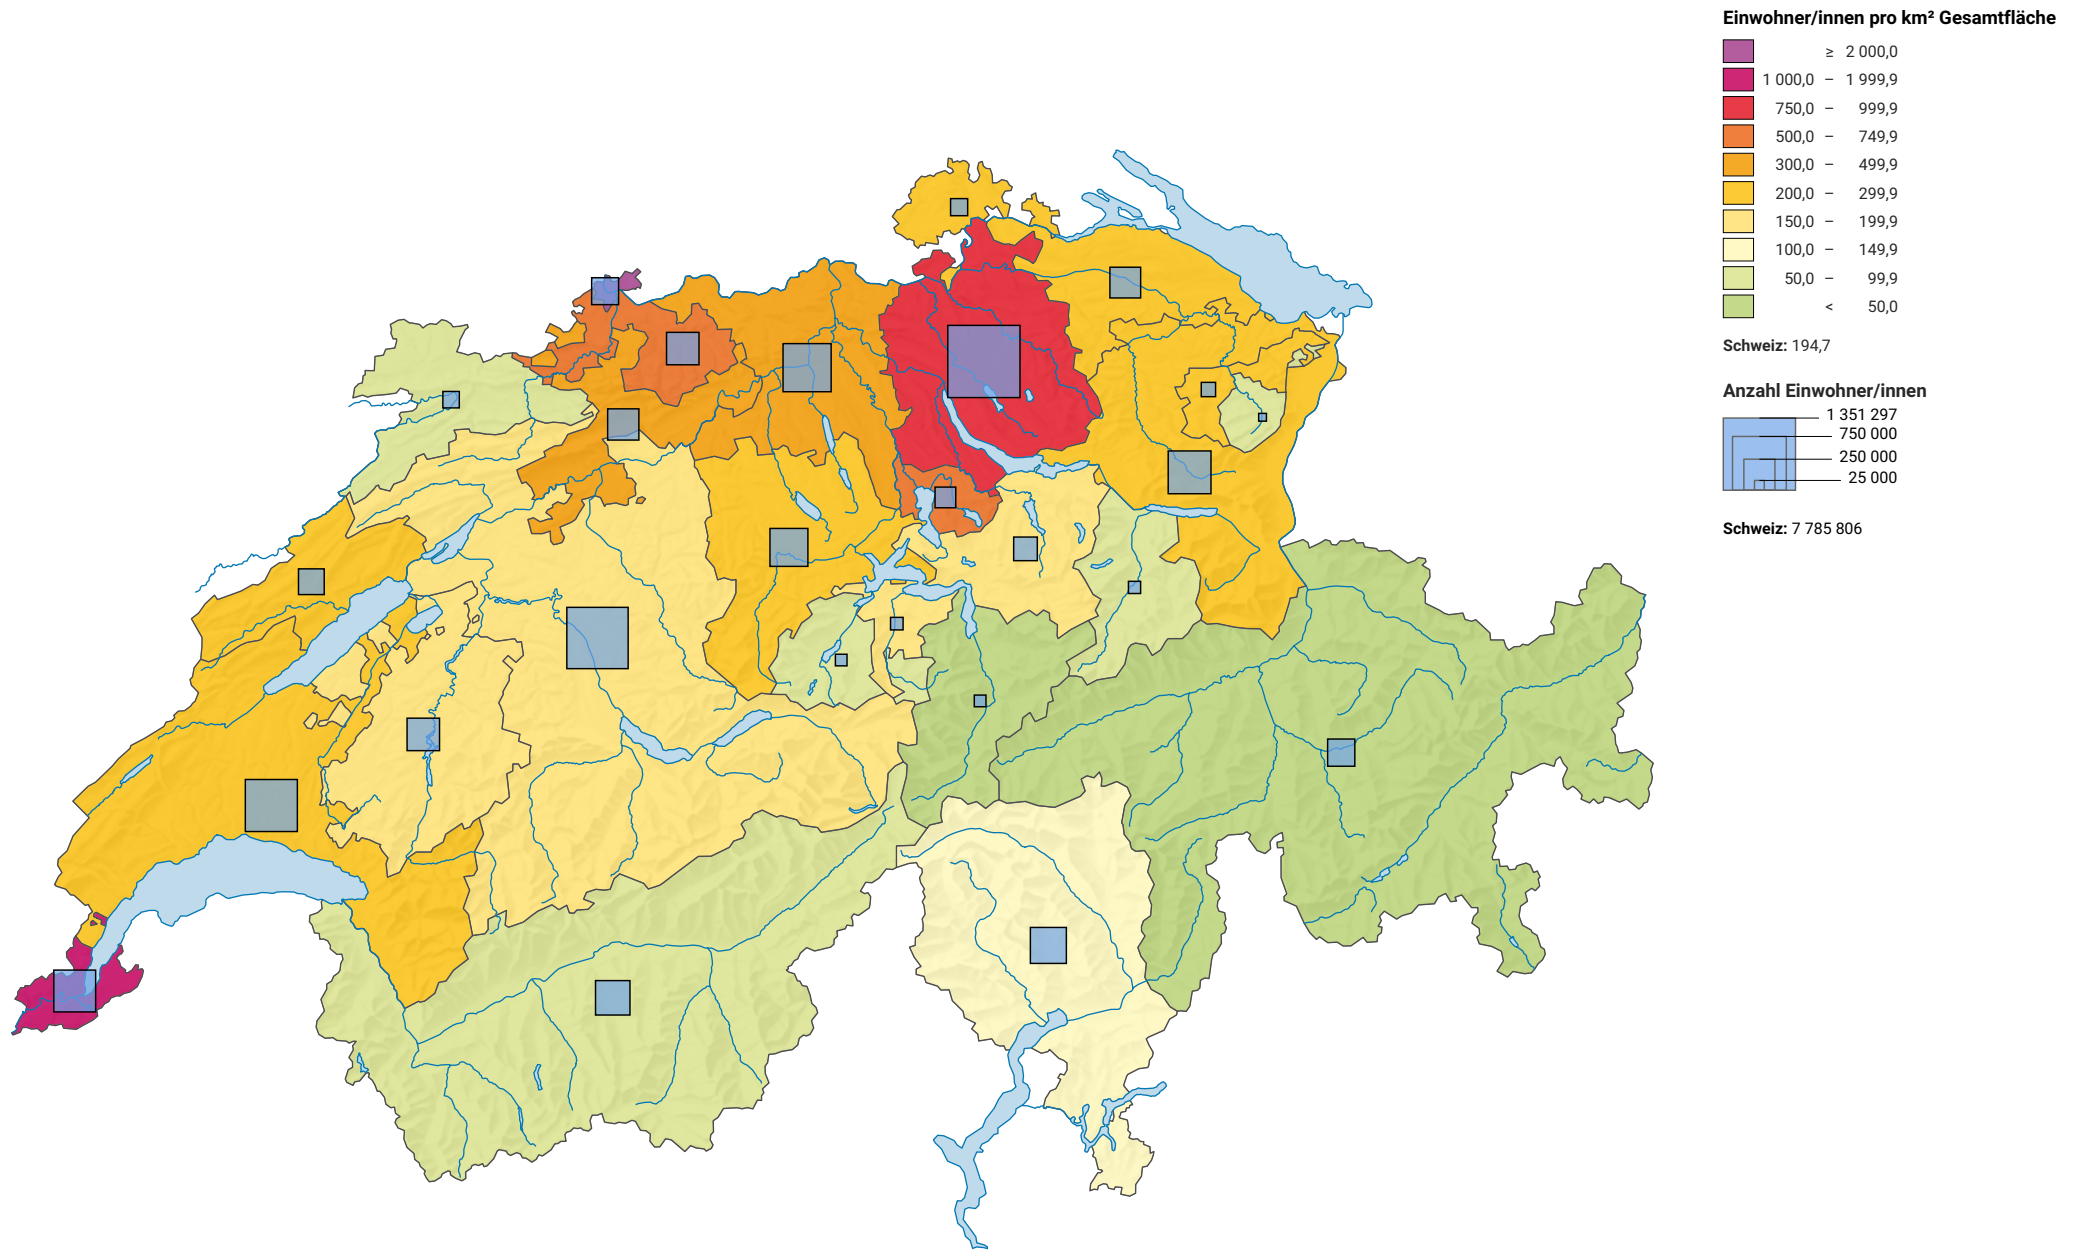 Einwohner/innen pro km² Gesamtfläche
≥ 2 000,0
1 000,0 – 1 999,9
750,0 – 999,9
500,0 – 749,9
300,0 – 499,9
200,0 – 299,9
150,0 – 199,9
100,0 – 149,9
50,0 – 99,9
< 50,0
Schweiz: 194,7
Anzahl Einwohner/innen
1 351 297
750 000
250 000
25 000
Schweiz: 7 785 806